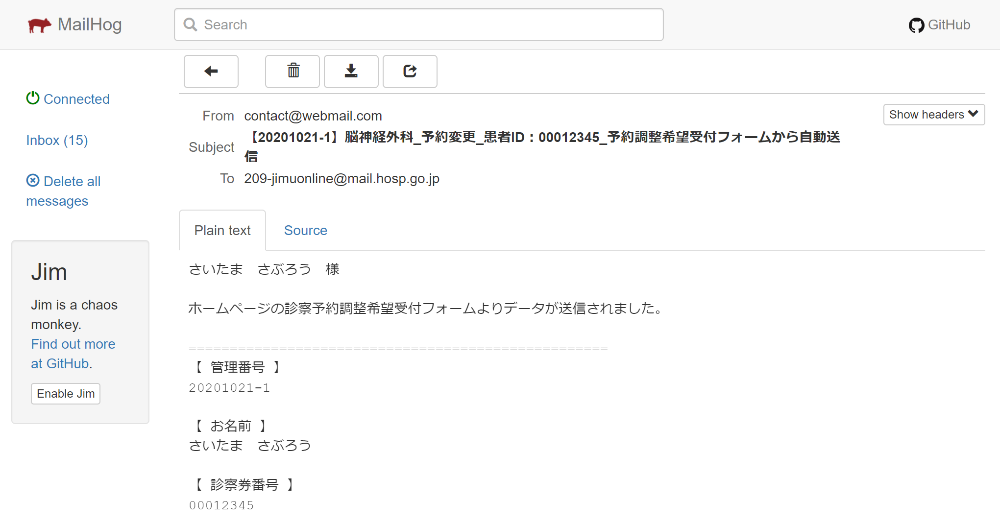 MailHog
Search
GitHub
Connected
Inbox (15)
Delete all
messages
Jim
Jim is a chaos
monkey.
Find out more
at GitHub.
Enable Jim
From contact@webmail.com
Show headers
Subject 【20201021-1】脳神経外科_予約変更_患者ID：00012345_予約調整希望受付フォームから自動送
信
To 209-jimuonline@mail.hosp.go.jp
Plain text Source
さいたま　さぶろう　様
ホームページの診察予約調整希望受付フォームよりデータが送信されました。
===================================================
【 管理番号 】
20201021-1
【 お名前 】
さいたま　さぶろう
【 診察券番号 】
00012345